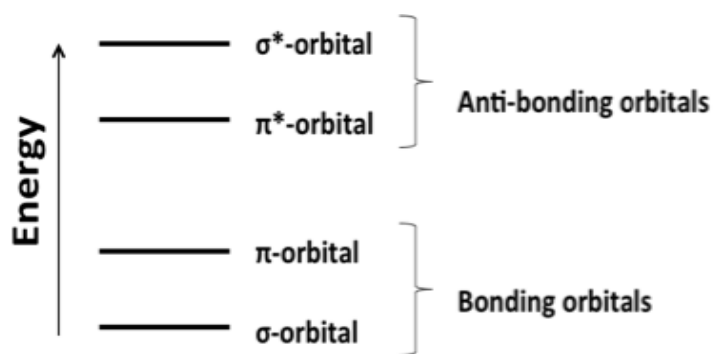 σ*-orbital
Anti-bonding orbitals
π*-orbital
Energy
π-orbital
Bonding orbitals
σ-orbital